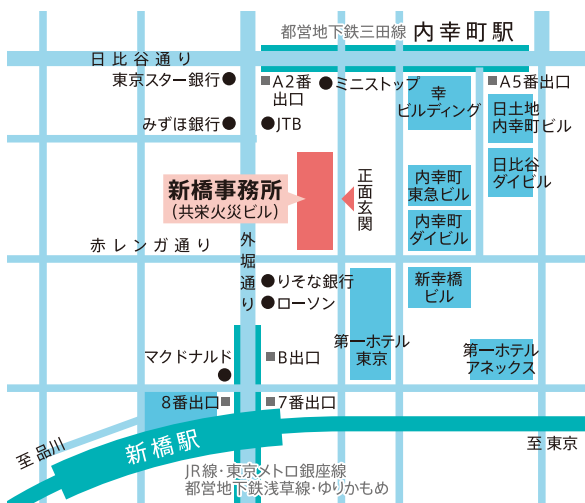 都営地下鉄三田線 内幸町駅
日比谷通り
東京スター銀行
A2番
出口
ミニストップ
幸
ビルディング
A5番出口
日土地
内幸町ビル
みずほ銀行
JTB
日比谷
ダイビル
新橋事務所
(共栄火災ビル)
正面玄関
内幸町
東急ビル
内幸町
ダイビル
赤レンガ通り
外堀通り
りそな銀行
ローソン
新幸橋
ビル
第一ホテル
東京
マクドナルド
B出口
第一ホテル
アネックス
8番出口
7番出口
至品川
新橋駅
至東京
JR線・東京メトロ銀座線
都営地下鉄浅草線・ゆりかもめ